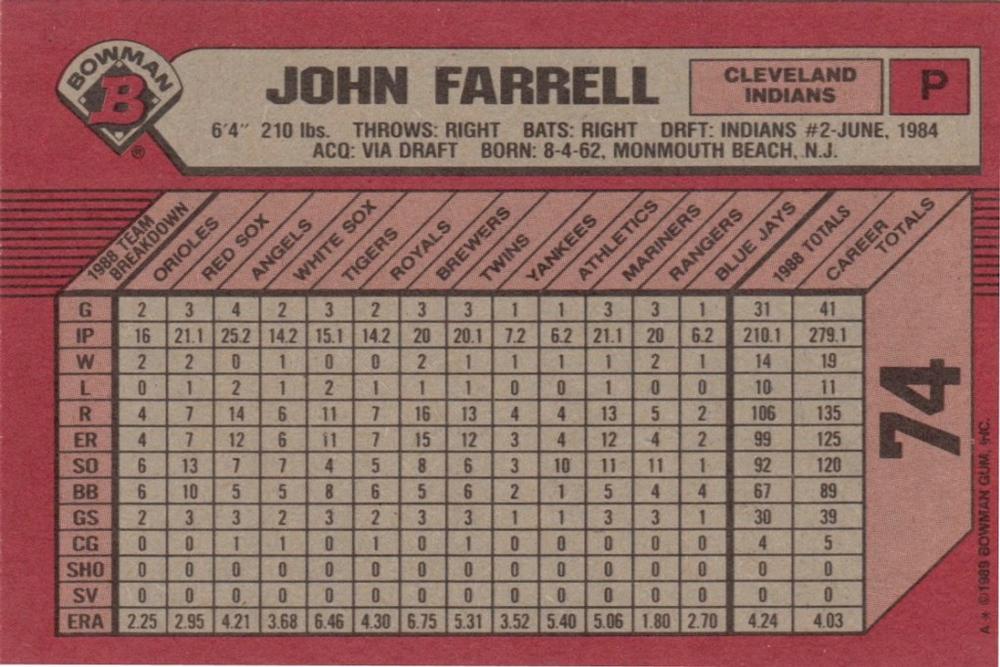 BOWMAN
B
®
JOHN FARRELL
CLEVELAND
INDIANS
P
6'4" 210 lbs. THROWS: RIGHT BATS: RIGHT DRFT: INDIANS #2-JUNE, 1984
ACQ: VIA DRAFT BORN: 8-4-62, MONMOUTH BEACH, N.J.
1988 TEAM BREAKDOWN ORIOLES RED SOX ANGELS WHITE SOX TIGERS ROYALS BREWERS TWINS YANKEES ATHLETICS MARINERS RANGERS BLUE JAYS 1988 TOTALS CAREER TOTALS
G 2 3 4 2 3 2 3 3 1 1 3 3 1 31 41
IP 16 21.1 25.2 14.2 15.1 14.2 20 20.1 7.2 6.2 21.1 20 6.2 210.1 279.1
W 2 2 0 1 0 0 2 1 1 1 1 2 1 14 19
L 0 1 2 1 2 1 1 1 0 0 1 0 0 10 11
R 4 7 14 6 11 7 16 13 4 4 13 5 2 106 135
ER 4 7 12 6 11 7 15 12 3 4 12 4 2 99 125
SO 6 13 7 7 4 5 8 6 3 10 11 11 1 92 120
BB 6 10 5 5 8 6 5 6 2 1 5 4 4 67 89
GS 2 3 3 2 3 2 3 3 1 1 3 3 1 30 39
CG 0 0 1 1 0 1 0 1 0 0 0 0 0 4 5
SHO 0 0 0 0 0 0 0 0 0 0 0 0 0 0 0
SV 0 0 0 0 0 0 0 0 0 0 0 0 0 0 0
ERA 2.25 2.95 4.21 3.68 6.46 4.30 6.75 5.31 3.52 5.40 5.06 1.80 2.70 4.24 4.03
74
A** ©1989 BOWMAN GUM, INC.